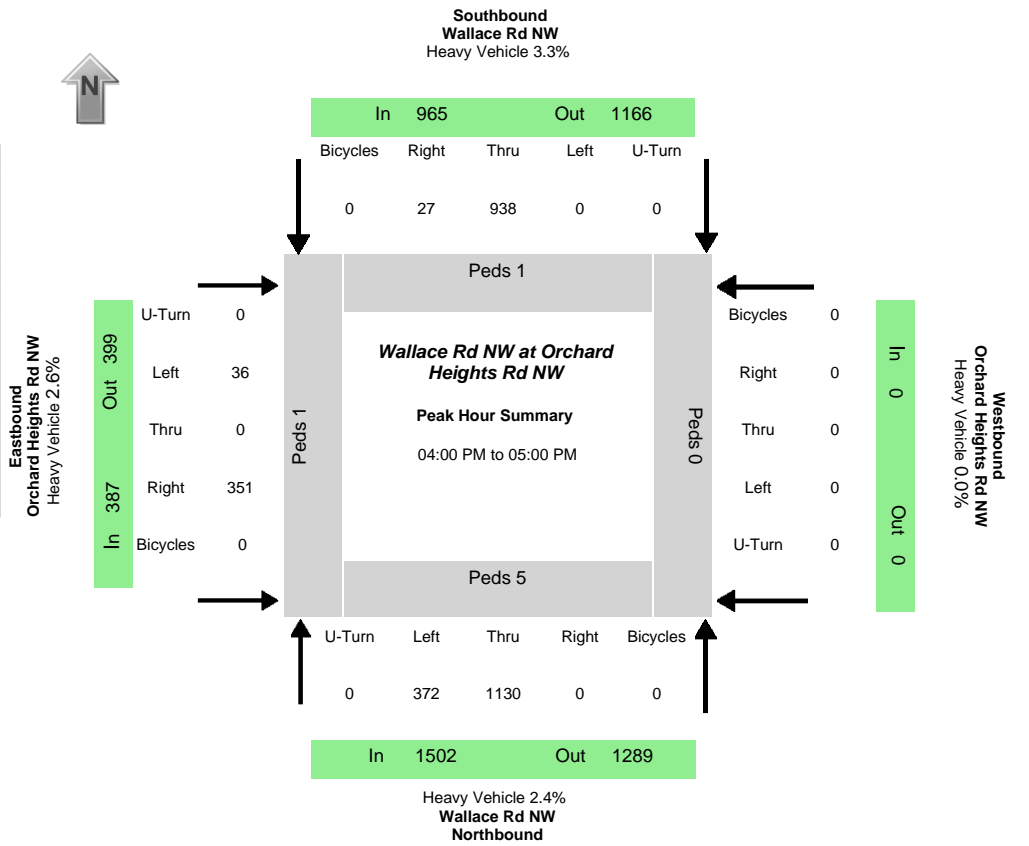 Southbound
Wallace Rd NW
Heavy Vehicle 3.3%
N
In 965 Out 1166
Bicycles Right Thru Left U-Turn
0 27 938 0 0
Peds 1
Eastbound
Orchard Heights Rd NW
Heavy Vehicle 2.6%
In 387 Out 399
U-Turn 0
Left 36
Thru 0
Right 351
Bicycles 0
Peds 1
Wallace Rd NW at Orchard
Heights Rd NW
Peak Hour Summary
04:00 PM to 05:00 PM
Peds 0
Bicycles 0
Right 0
Thru 0
Left 0
U-Turn 0
In 0 Out 0
Westbound
Orchard Heights Rd NW
Heavy Vehicle 0.0%
Peds 5
U-Turn Left Thru Right Bicycles
0 372 1130 0 0
In 1502 Out 1289
Heavy Vehicle 2.4%
Wallace Rd NW
Northbound